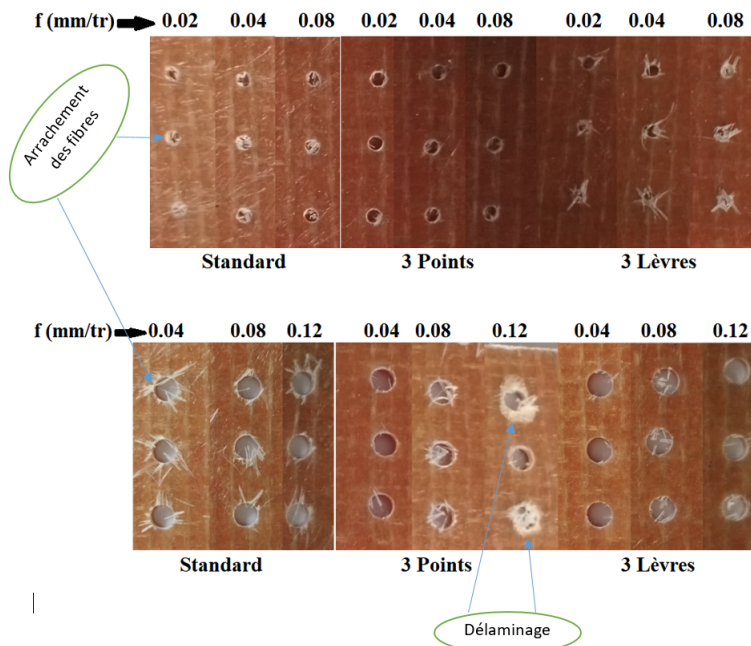 f (mm/tr) 0.02 0.04 0.08 0.02 0.04 0.08 0.02 0.04 0.08
Arrachement
des fibres
Standard 3 Points 3 Lèvres
f (mm/tr) 0.04 0.08 0.12 0.04 0.08 0.12 0.04 0.08 0.12
Standard 3 Points 3 Lèvres
Délaminage